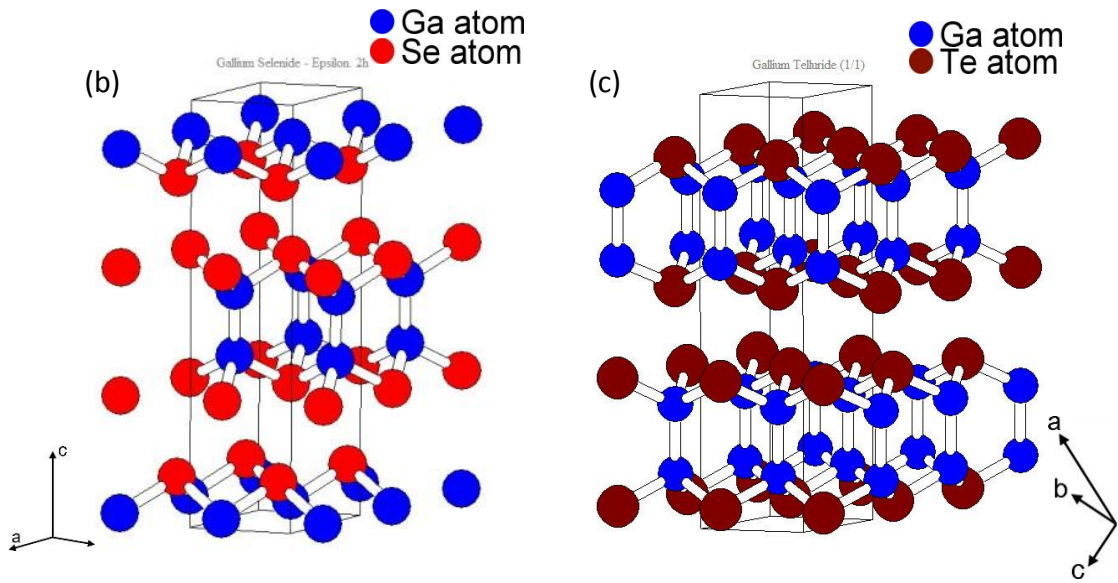 Ga atom
Se atom
Gallium Selenide - Epsilon. 2h
(b)
c
a
Ga atom
Te atom
Gallium Telluride (1/1)
(c)
a
b
c